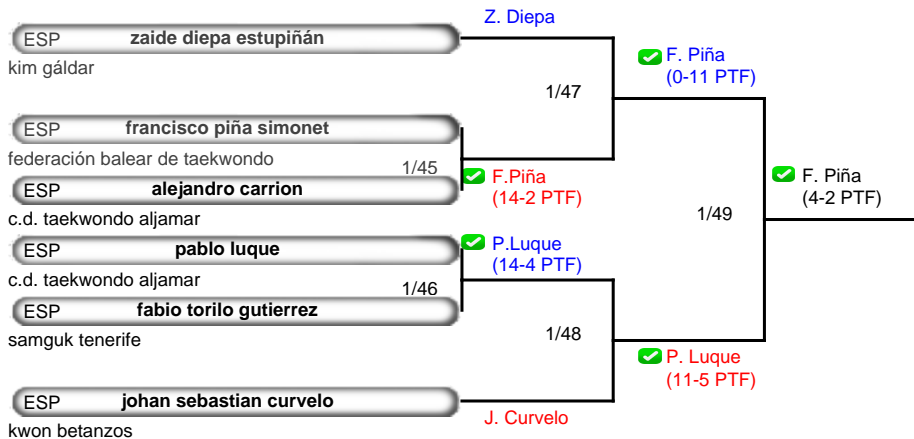 Z. Diepa
ESP zaide diepa estupiñán
kim gáldar
F. Piña
(0-11 PTF)
1/47
ESP francisco piña simonet
federación balear de taekwondo
1/45
F.Piña
(14-2 PTF)
ESP alejandro carrion
c.d. taekwondo aljamar
F. Piña
(4-2 PTF)
1/49
ESP pablo luque
c.d. taekwondo aljamar
P.Luque
(14-4 PTF)
1/46
ESP fabio torilo gutierrez
samguk tenerife
1/48
P. Luque
(11-5 PTF)
ESP johan sebastian curvelo
kwon betanzos
J. Curvelo